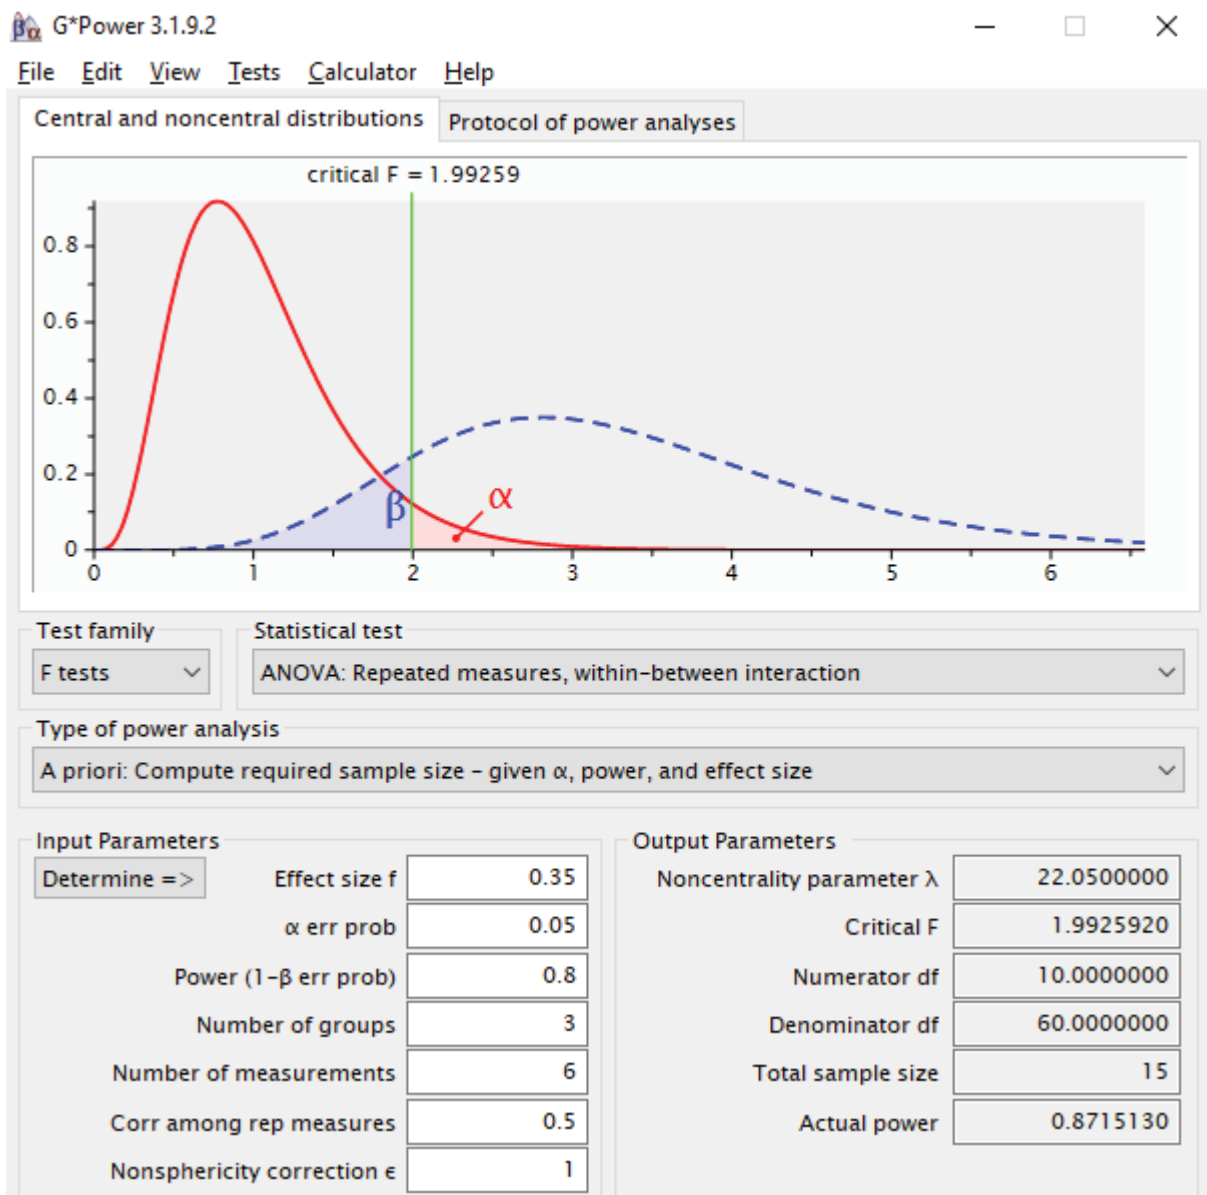 G*Power 3.1.9.2
File Edit View Tests Calculator Help
Central and noncentral distributions Protocol of power analyses
critical F = 1.99259
0.8
0.6
0.4
0.2
0
β
α
0 1 2 3 4 5 6
Test family
F tests
Statistical test
ANOVA: Repeated measures, within-between interaction
Type of power analysis
A priori: Compute required sample size - given α, power, and effect size
Input Parameters
Determine =>
Effect size f 0.35
α err prob 0.05
Power (1-β err prob) 0.8
Number of groups 3
Number of measurements 6
Corr among rep measures 0.5
Nonsphericity correction ϵ 1
Output Parameters
Noncentrality parameter λ 22.0500000
Critical F 1.9925920
Numerator df 10.0000000
Denominator df 60.0000000
Total sample size 15
Actual power 0.8715130